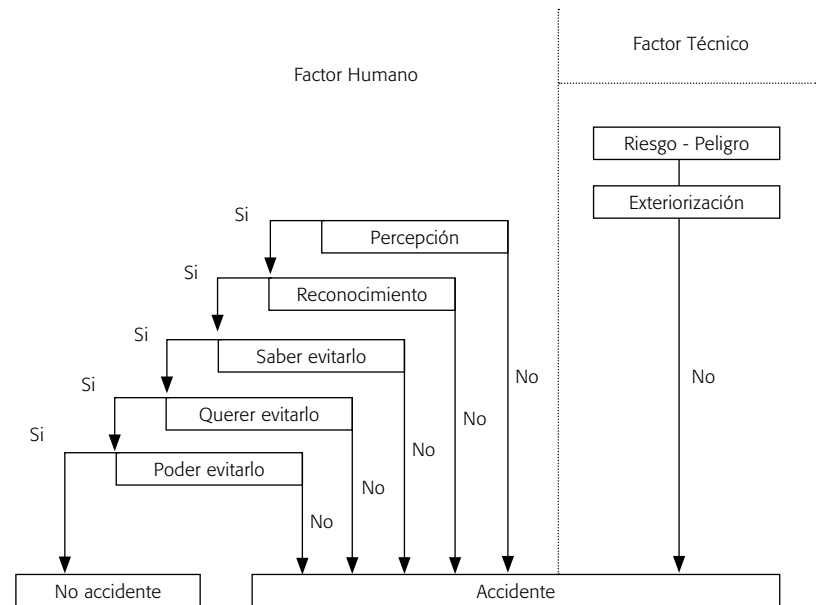 Factor Técnico
Factor Humano
Riesgo - Peligro
Exteriorización
Si
Percepción
Si
Reconocimiento
Si
Saber evitarlo
No
No
Si
Querer evitarlo
No
Si
No
Poder evitarlo
No
No
No accidente
Accidente